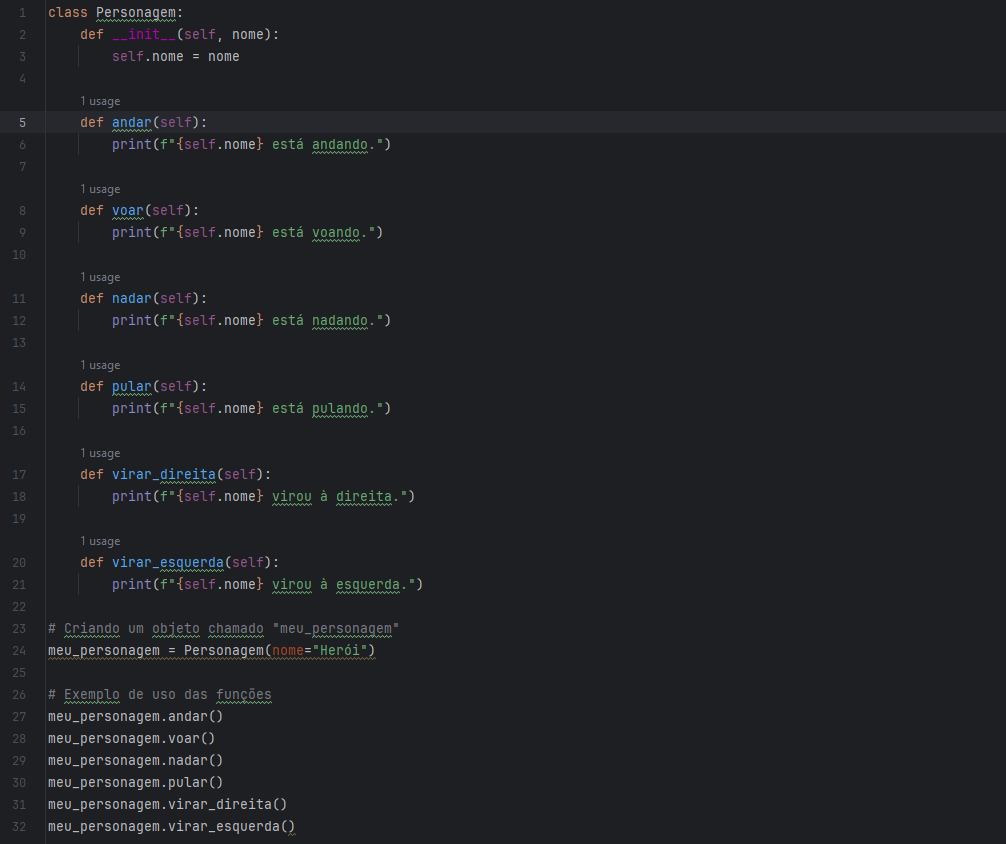 1 class Personagem:
2 def __init__(self, nome):
3 self.nome = nome
4
1 usage
5 def andar(self):
6 print(f"{self.nome} está andando.")
7
1 usage
8 def voar(self):
9 print(f"{self.nome} está voando.")
10
1 usage
11 def nadar(self):
12 print(f"{self.nome} está nadando.")
13
1 usage
14 def pular(self):
15 print(f"{self.nome} está pulando.")
16
1 usage
17 def virar_direita(self):
18 print(f"{self.nome} virou à direita.")
19
1 usage
20 def virar_esquerda(self):
21 print(f"{self.nome} virou à esquerda.")
22
23 # Criando um objeto chamado "meu_personagem"
24 meu_personagem = Personagem(nome="Herói")
25
26 # Exemplo de uso das funções
27 meu_personagem.andar()
28 meu_personagem.voar()
29 meu_personagem.nadar()
30 meu_personagem.pular()
31 meu_personagem.virar_direita()
32 meu_personagem.virar_esquerda()